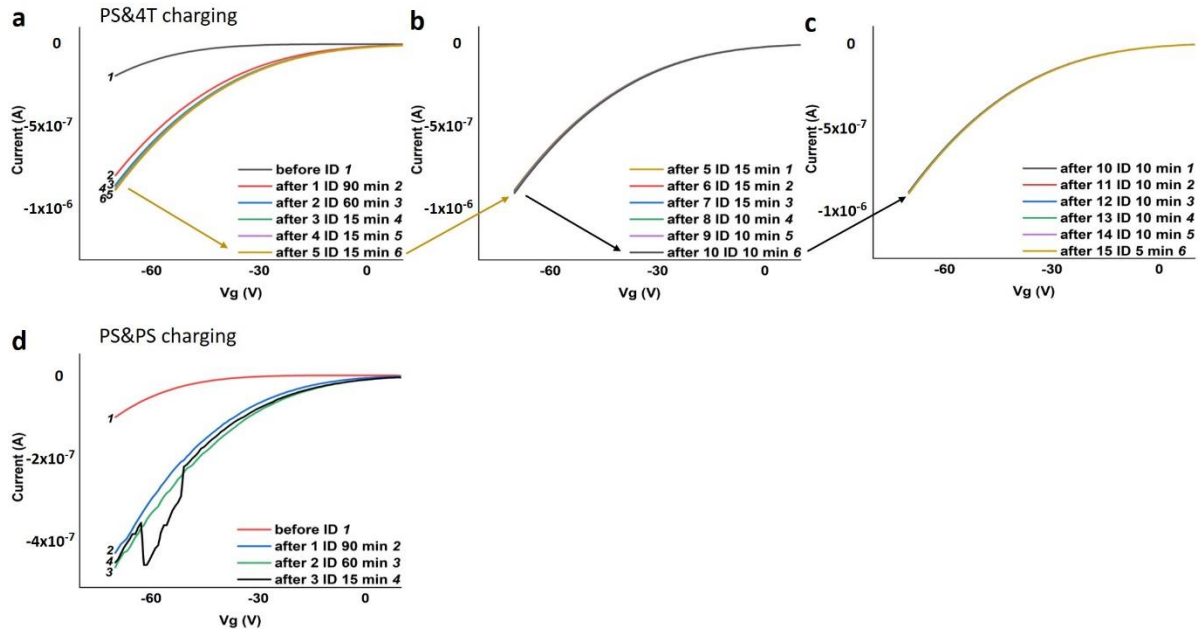 a PS&4T charging
0
-5x10⁻⁷
-1x10⁻⁶
Current (A)
1
2
3
4
5
6
before ID 1
after 1 ID 90 min 2
after 2 ID 60 min 3
after 3 ID 15 min 4
after 4 ID 15 min 5
after 5 ID 15 min 6
-60 -30 0
Vg (V)
b
0
-5x10⁻⁷
-1x10⁻⁶
Current (A)
after 5 ID 15 min 1
after 6 ID 15 min 2
after 7 ID 15 min 3
after 8 ID 10 min 4
after 9 ID 10 min 5
after 10 ID 10 min 6
-60 -30 0
Vg (V)
c
0
-5x10⁻⁷
-1x10⁻⁶
Current (A)
after 10 ID 10 min 1
after 11 ID 10 min 2
after 12 ID 10 min 3
after 13 ID 10 min 4
after 14 ID 10 min 5
after 15 ID 5 min 6
-60 -30 0
Vg (V)
d PS&PS charging
0
-2x10⁻⁷
-4x10⁻⁷
Current (A)
1
2
4
3
before ID 1
after 1 ID 90 min 2
after 2 ID 60 min 3
after 3 ID 15 min 4
-60 -30 0
Vg (V)